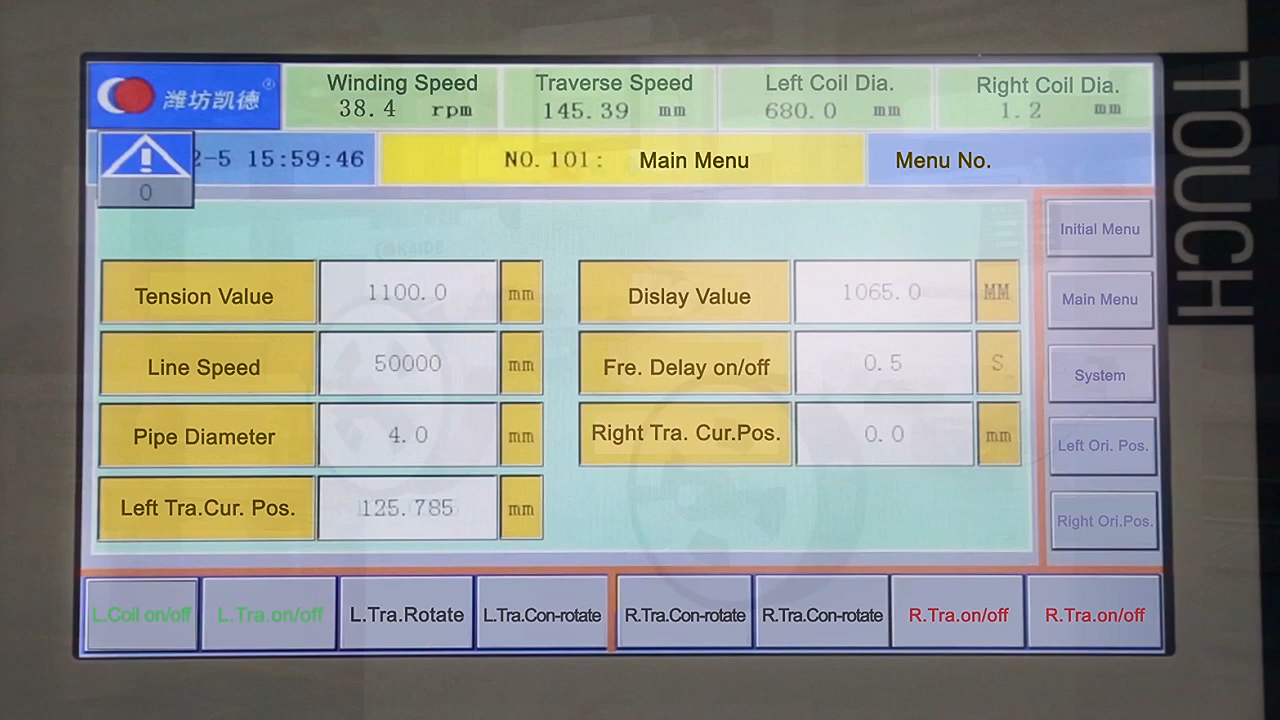 潍坊凯德®
Winding Speed
38.4 rpm
Traverse Speed
145.39 mm
Left Coil Dia.
680.0 mm
Right Coil Dia.
1.2 mm
2-5 15:59:46
0
NO.101: Main Menu
Menu No.
KAIDE
Tension Value 1100.0 mm
Dislay Value 1065.0 MM
Line Speed 50000 mm
Fre. Delay on/off 0.5 S
Pipe Diameter 4.0 mm
Right Tra. Cur.Pos. 0.0 mm
Left Tra.Cur. Pos. 125.785 mm
Initial Menu
Main Menu
System
Left Ori. Pos.
Right Ori.Pos.
L.Coil on/off
L.Tra.on/off
L.Tra.Rotate
L.Tra.Con-rotate
R.Tra.Con-rotate
R.Tra.Con-rotate
R.Tra.on/off
R.Tra.on/off
TOUCH